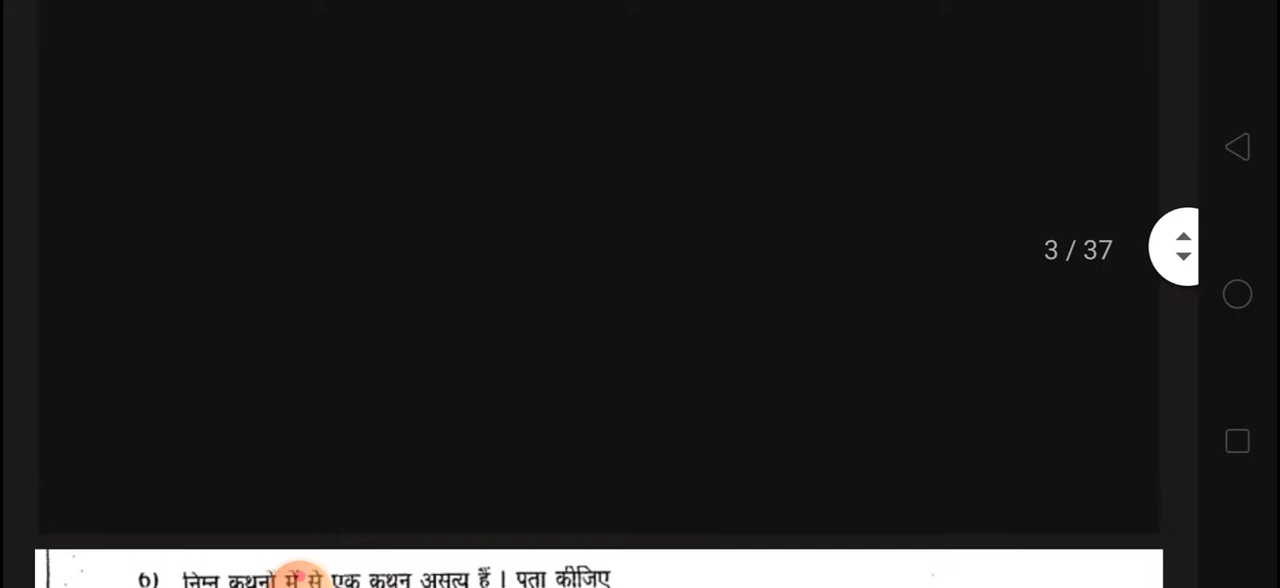 3 / 37
6) निम्न कथनों में से एक कथन असत्य हैं । पता कीजिए